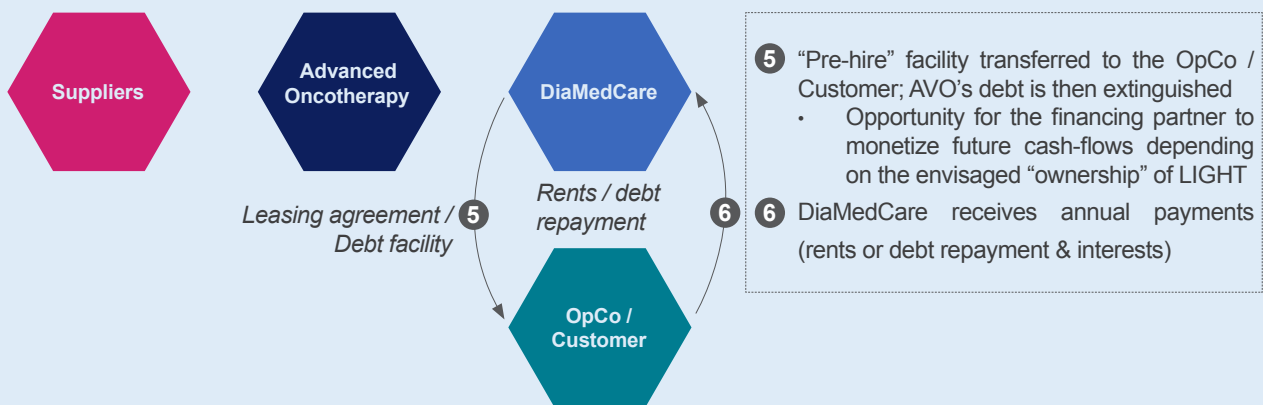 Suppliers
Advanced
Oncotherapy
DiaMedCare
Leasing agreement /
Debt facility
5
Rents / debt
repayment
6
OpCo /
Customer
5 “Pre-hire” facility transferred to the OpCo /
Customer; AVO’s debt is then extinguished
• Opportunity for the financing partner to
monetize future cash-flows depending
on the envisaged “ownership” of LIGHT
6 DiaMedCare receives annual payments
(rents or debt repayment & interests)